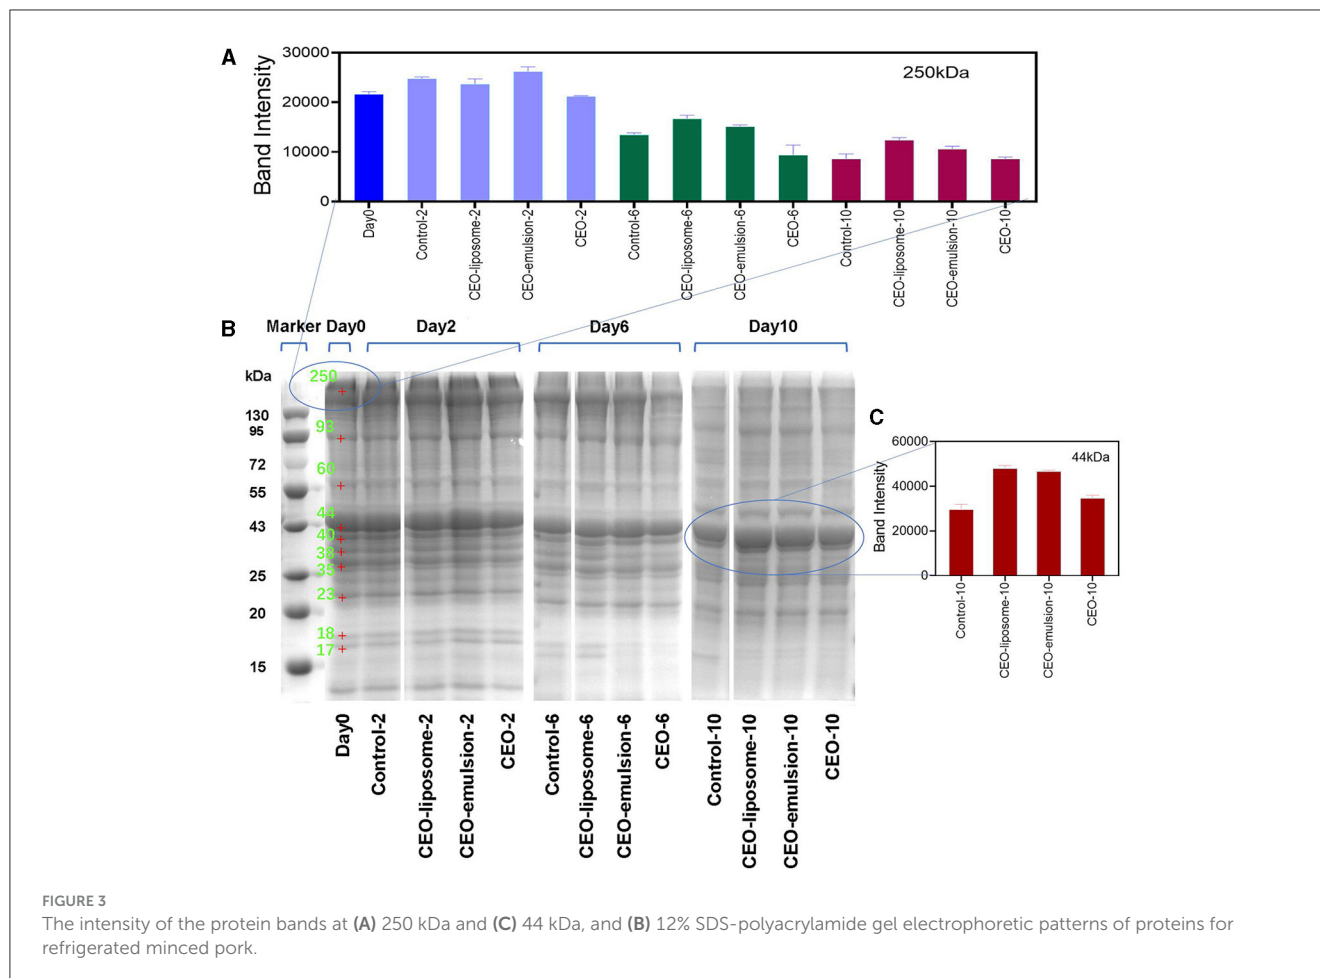 A
30000
20000
10000
0
Band Intensity
250kDa
Day0
Control-2
CEO-liposome-2
CEO-emulsion-2
CEO-2
Control-6
CEO-liposome-6
CEO-emulsion-6
CEO-6
Control-10
CEO-liposome-10
CEO-emulsion-10
CEO-10
B
Marker Day0 Day2 Day6 Day10
kDa
130
95
72
55
43
25
20
15
250
93
60
44
40
38
35
23
18
17
Day0
Control-2
CEO-liposome-2
CEO-emulsion-2
CEO-2
Control-6
CEO-liposome-6
CEO-emulsion-6
CEO-6
Control-10
CEO-liposome-10
CEO-emulsion-10
CEO-10
C
60000
40000
20000
0
Band Intensity
44kDa
Control-10
CEO-liposome-10
CEO-emulsion-10
CEO-10
FIGURE 3
The intensity of the protein bands at (A) 250 kDa and (C) 44 kDa, and (B) 12% SDS-polyacrylamide gel electrophoretic patterns of proteins for
refrigerated minced pork.